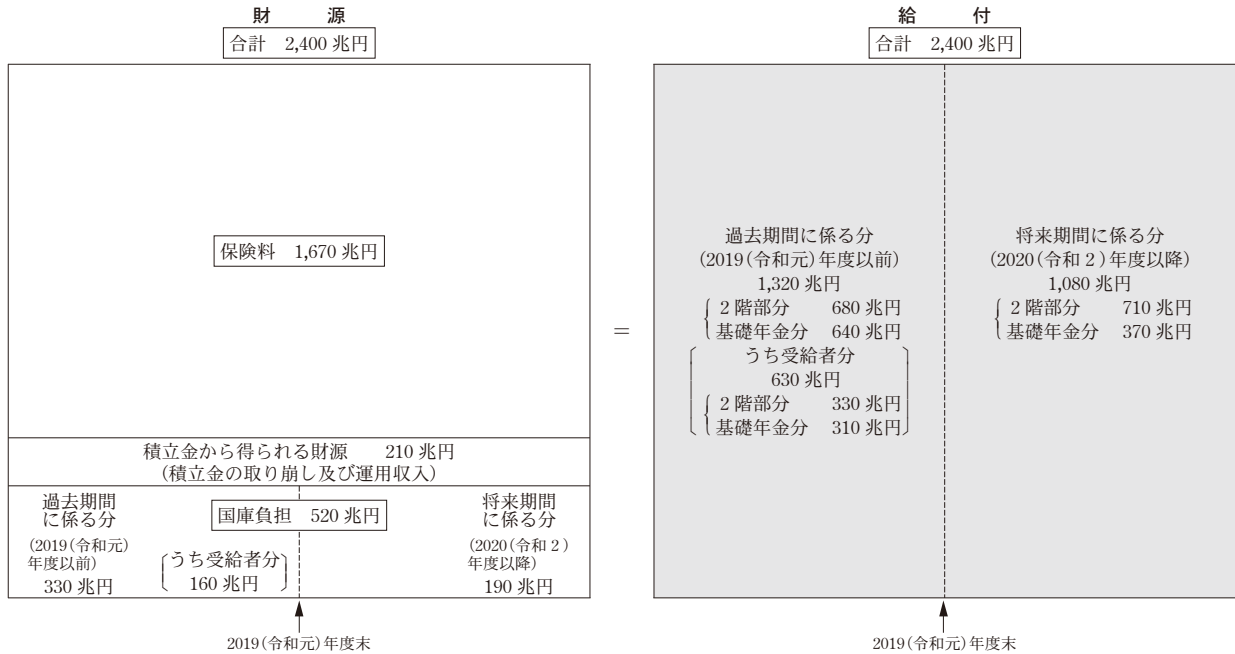 財　源
合計 2,400 兆円
保険料 1,670 兆円
積立金から得られる財源 210 兆円
(積立金の取り崩し及び運用収入)
過去期間
に係る分
(2019(令和元)
年度以前)
330 兆円
国庫負担 520 兆円
うち受給者分
160 兆円
将来期間
に係る分
(2020(令和2)
年度以降)
190 兆円
2019(令和元)年度末
=
給　付
合計 2,400 兆円
過去期間に係る分
(2019(令和元)年度以前)
1,320 兆円
2階部分 680 兆円
基礎年金分 640 兆円
うち受給者分
630 兆円
2階部分 330 兆円
基礎年金分 310 兆円
将来期間に係る分
(2020(令和2)年度以降)
1,080 兆円
2階部分 710 兆円
基礎年金分 370 兆円
2019(令和元)年度末